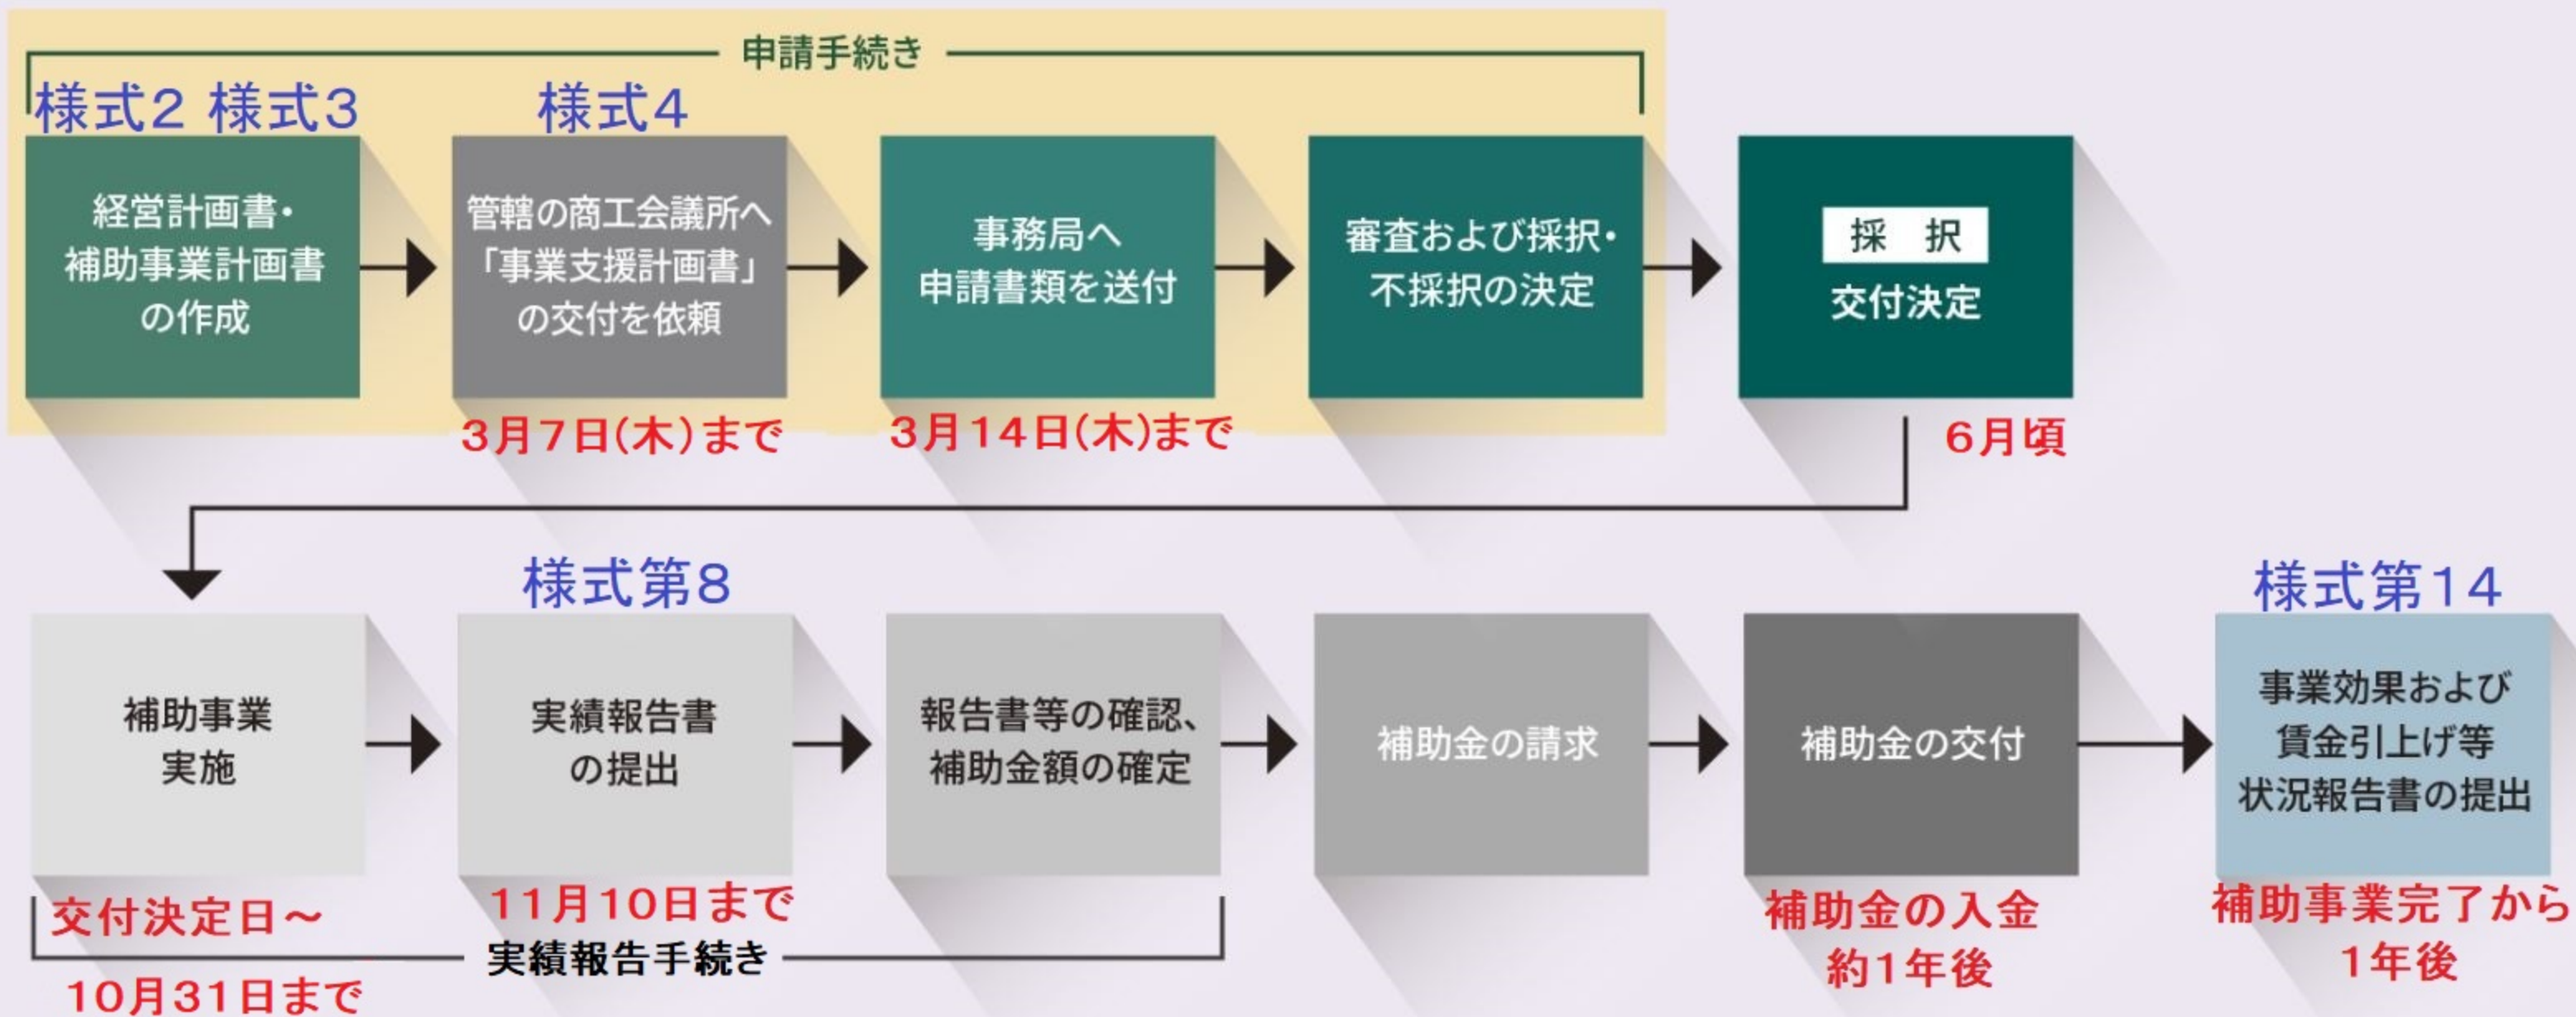 申請手続き
様式2 様式3
経営計画書・
補助事業計画書
の作成
様式4
管轄の商工会議所へ
「事業支援計画書」
の交付を依頼
3月7日(木)まで
事務局へ
申請書類を送付
3月14日(木)まで
審査および採択・
不採択の決定
採 択
交付決定
6月頃
補助事業
実施
交付決定日～
10月31日まで
様式第8
実績報告書
の提出
11月10日まで
実績報告手続き
報告書等の確認、
補助金額の確定
補助金の請求
補助金の交付
補助金の入金
約1年後
様式第14
事業効果および
賃金引上げ等
状況報告書の提出
補助事業完了から
1年後